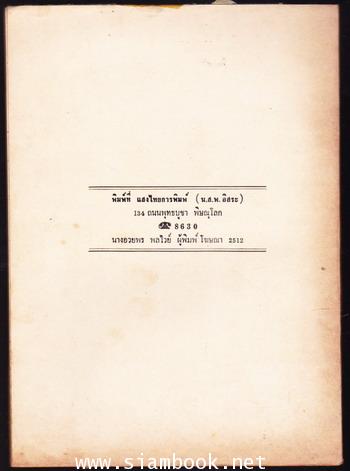 พิมพ์ที่ แสงไทยการพิมพ์ (น.ส.พ. อิสระ)
134 ถนนพุทธบูชา พิษณุโลก
☎ 8630
นางอวยพร พลไวย์ ผู้พิมพ์โฆษณา 2512
www.siambook.net